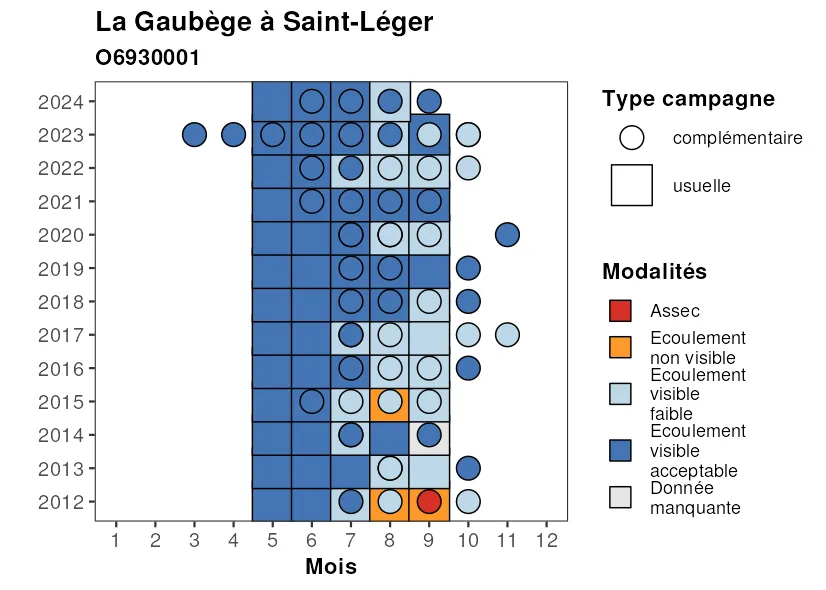 La Gaubège à Saint-Léger
O6930001
2024
2023
2022
2021
2020
2019
2018
2017
2016
2015
2014
2013
2012
1 2 3 4 5 6 7 8 9 10 11 12
Mois
Type campagne
complémentaire
usuelle
Modalités
Assec
Ecoulement
non visible
Ecoulement
visible
faible
Ecoulement
visible
acceptable
Donnée
manquante